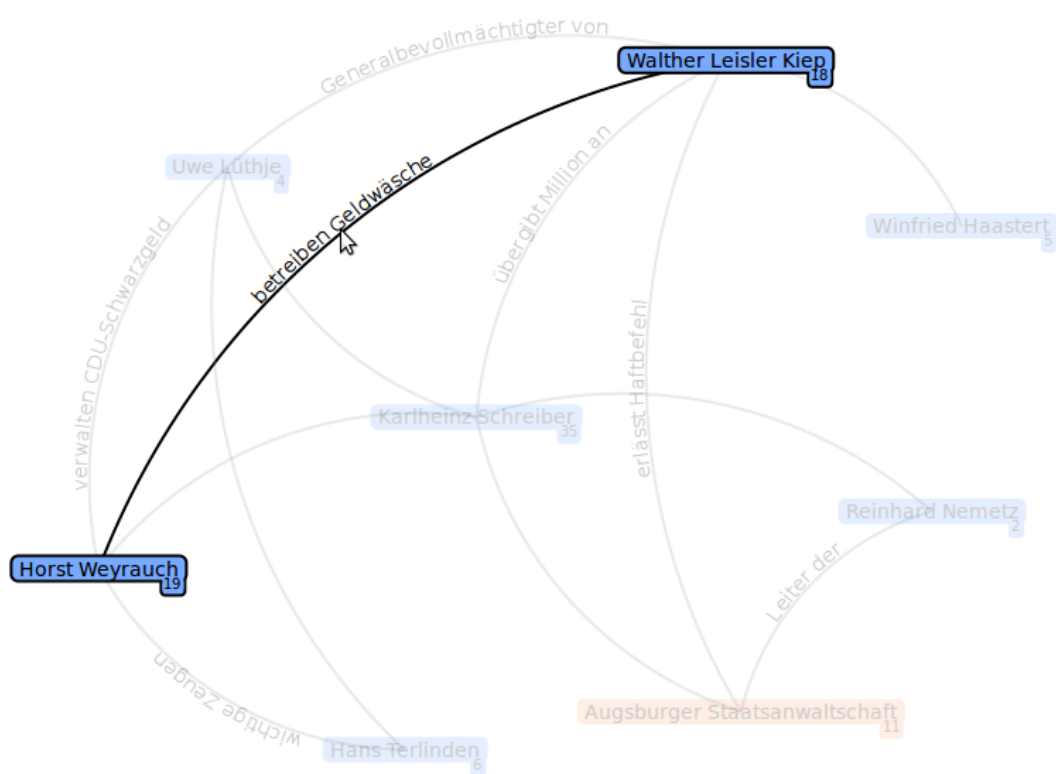 Generalbevollmächtigter von
Walther Leisler Kiep
18
Uwe Lüthje
4
betreiben Geldwäsche
übergibt Million an
Winfried Haastert
5
verwalten CDU-Schwarzgeld
erlässt Haftbefehl
Karlheinz Schreiber
35
Reinhard Nemetz
2
Horst Weyrauch
19
Leiter der
wichtige Zeugen
Augsburger Staatsanwaltschaft
11
Hans Terlinden
6